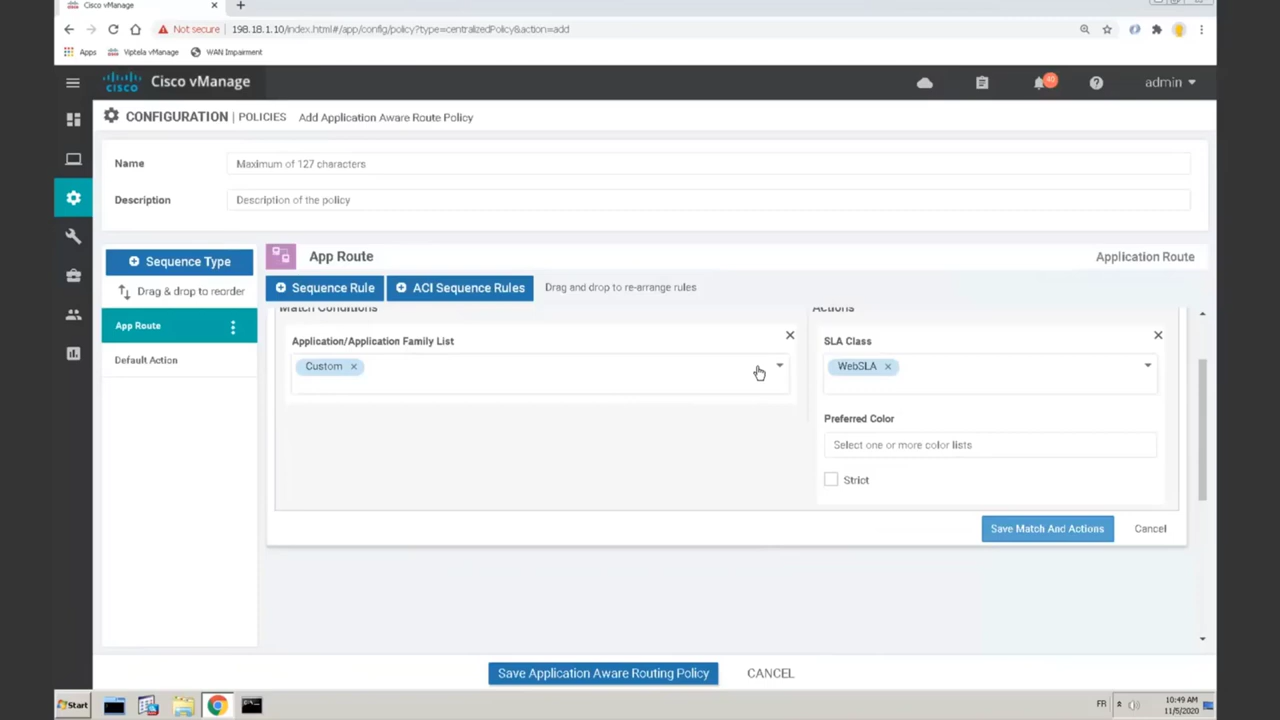 Cisco vManage
Not secure | 198.18.1.10/index.html#/app/config/policy?type=centralizedPolicy&action=add
Apps Viptela vManage WAN Impairment
cisco Cisco vManage 40 admin
CONFIGURATION | POLICIES Add Application Aware Route Policy
Name Maximum of 127 characters
Description Description of the policy
Sequence Type
Drag & drop to reorder
App Route
Default Action
App Route Application Route
Sequence Rule ACI Sequence Rules Drag and drop to re-arrange rules
Match Conditions Actions
Application/Application Family List SLA Class
Custom WebSLA
Preferred Color
Select one or more color lists
Strict
Save Match And Actions Cancel
Save Application Aware Routing Policy CANCEL
Start FR 10:49 AM
11/5/2020